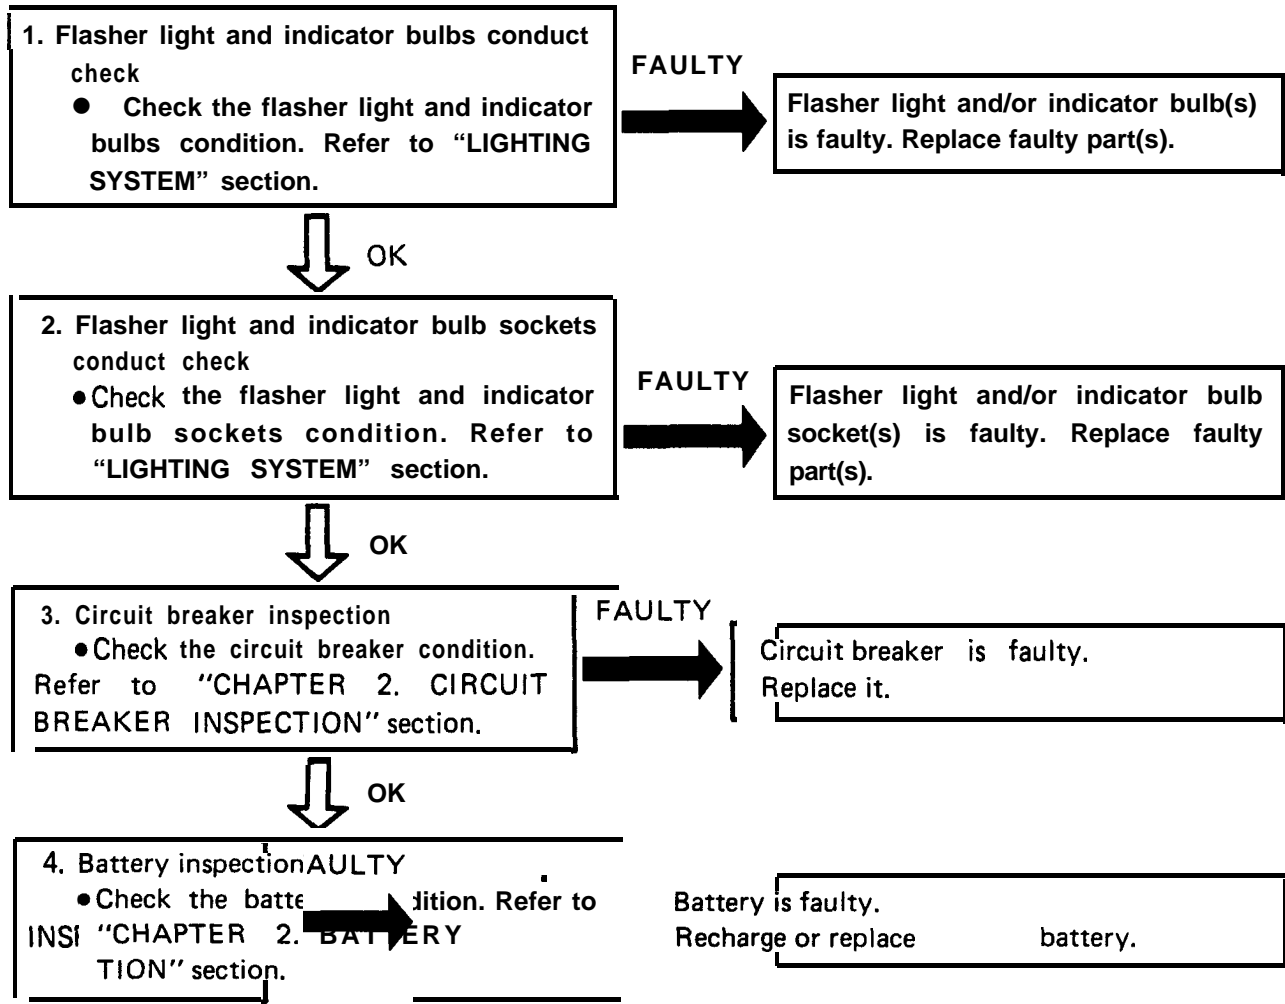 1. Flasher light and indicator bulbs conduct
check
● Check the flasher light and indicator
bulbs condition. Refer to “LIGHTING
SYSTEM” section.
FAULTY
Flasher light and/or indicator bulb(s)
is faulty. Replace faulty part(s).
OK
2. Flasher light and indicator bulb sockets
conduct check
● Check the flasher light and indicator
bulb sockets condition. Refer to
“LIGHTING SYSTEM” section.
FAULTY
Flasher light and/or indicator bulb
socket(s) is faulty. Replace faulty
part(s).
OK
3. Circuit breaker inspection
● Check the circuit breaker condition.
Refer to "CHAPTER 2. CIRCUIT
BREAKER INSPECTION" section.
FAULTY
Circuit breaker is faulty.
Replace it.
OK
4. Battery inspection AULTY
● Check the batte dition. Refer to
INSI "CHAPTER 2. BATTERY
TION" section.
Battery is faulty.
Recharge or replace battery.